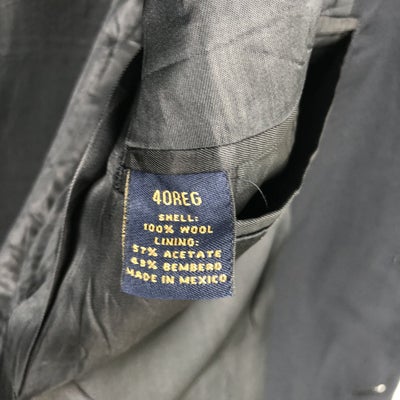 40REG
SHELL:
100% WOOL
LINING:
57% ACETATE
43% BEMBERG
MADE IN MEXICO